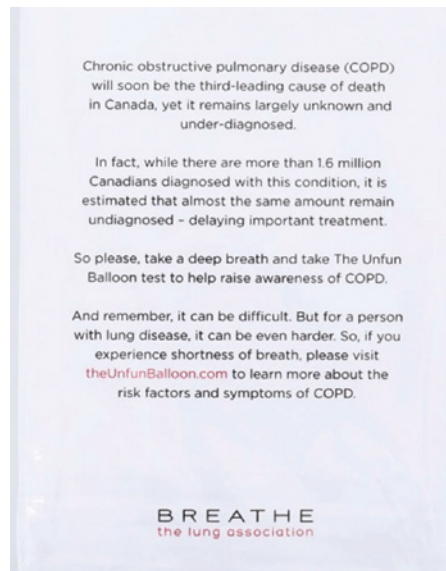 Chronic obstructive pulmonary disease (COPD)
will soon be the third-leading cause of death
in Canada, yet it remains largely unknown and
under-diagnosed.
In fact, while there are more than 1.6 million
Canadians diagnosed with this condition, it is
estimated that almost the same amount remain
undiagnosed – delaying important treatment.
So please, take a deep breath and take The Unfun
Balloon test to help raise awareness of COPD.
And remember, it can be difficult. But for a person
with lung disease, it can be even harder. So, if you
experience shortness of breath, please visit
theUnfunBalloon.com to learn more about the
risk factors and symptoms of COPD.
BREATHE
the lung association